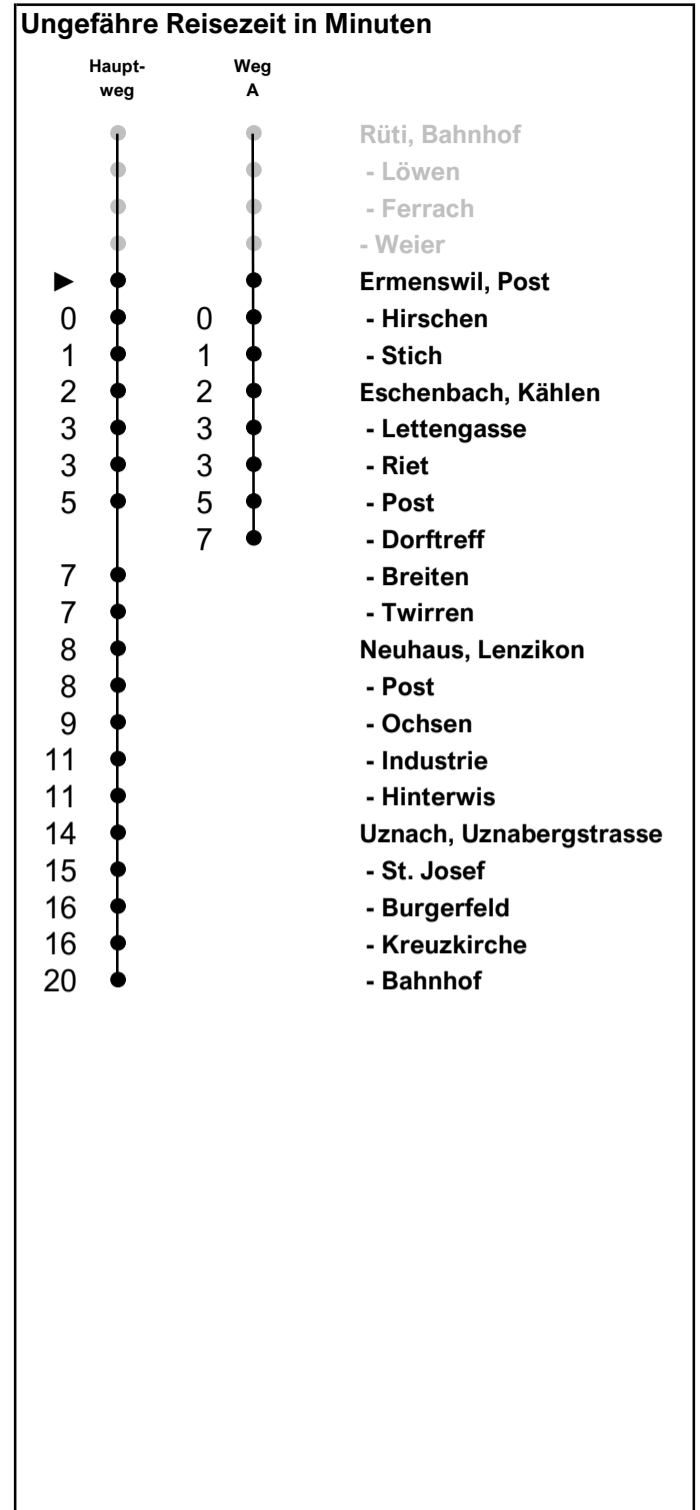 Ungefähre Reisezeit in Minuten
Haupt- Weg
weg A
Rüti, Bahnhof
- Löwen
- Ferrach
- Weier
► Ermenswil, Post
0 0 - Hirschen
1 1 - Stich
2 2 Eschenbach, Kählen
3 3 - Lettengasse
3 3 - Riet
5 5 - Post
7 - Dorftreff
7 - Breiten
7 - Twirren
8 Neuhaus, Lenzikon
8 - Post
9 - Ochsen
11 - Industrie
11 - Hinterwis
14 Uznach, Uznabergstrasse
15 - St. Josef
16 - Burgerfeld
16 - Kreuzkirche
20 - Bahnhof